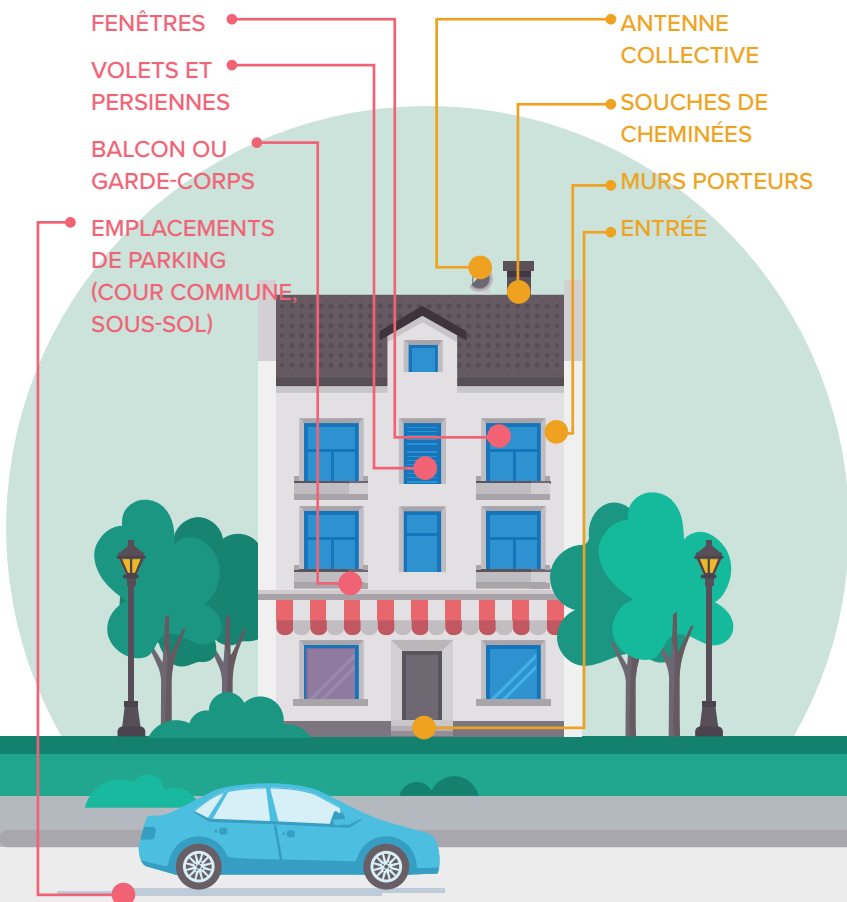 FENÊTRES
VOLETS ET
PERSIENNES
BALCON OU
GARDE-CORPS
EMPLACEMENTS
DE PARKING
(COUR COMMUNE,
SOUS-SOL)
ANTENNE
COLLECTIVE
SOUCHES DE
CHEMINÉES
MURS PORTEURS
ENTRÉE